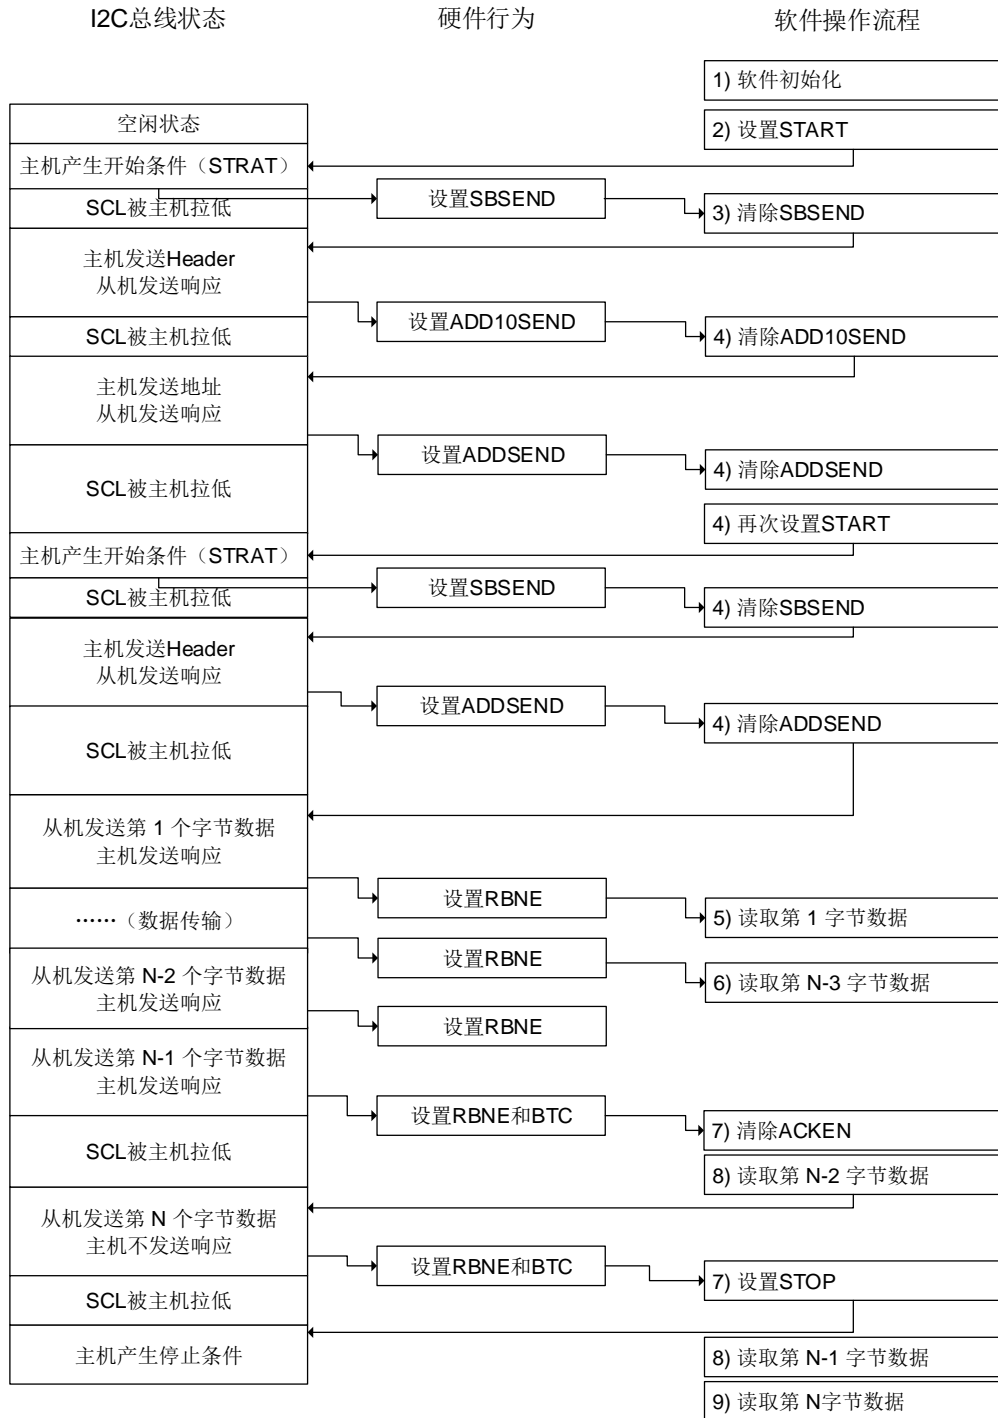 I2C总线状态 硬件行为 软件操作流程
1) 软件初始化
空闲状态
2) 设置START
主机产生开始条件（STRAT）
设置SBSEND
SCL被主机拉低
3) 清除SBSEND
主机发送Header
从机发送响应
设置ADD10SEND
SCL被主机拉低
4) 清除ADD10SEND
主机发送地址
从机发送响应
设置ADDSEND
4) 清除ADDSEND
SCL被主机拉低
4) 再次设置START
主机产生开始条件（STRAT）
设置SBSEND
SCL被主机拉低
4) 清除SBSEND
主机发送Header
从机发送响应
设置ADDSEND
4) 清除ADDSEND
SCL被主机拉低
从机发送第 1 个字节数据
主机发送响应
设置RBNE
5) 读取第 1 字节数据
……（数据传输）
设置RBNE
从机发送第 N-2 个字节数据
主机发送响应
6) 读取第 N-3 字节数据
设置RBNE
从机发送第 N-1 个字节数据
主机发送响应
设置RBNE和BTC
7) 清除ACKEN
SCL被主机拉低
8) 读取第 N-2 字节数据
从机发送第 N 个字节数据
主机不发送响应
设置RBNE和BTC
7) 设置STOP
SCL被主机拉低
主机产生停止条件
8) 读取第 N-1 字节数据
9) 读取第 N字节数据